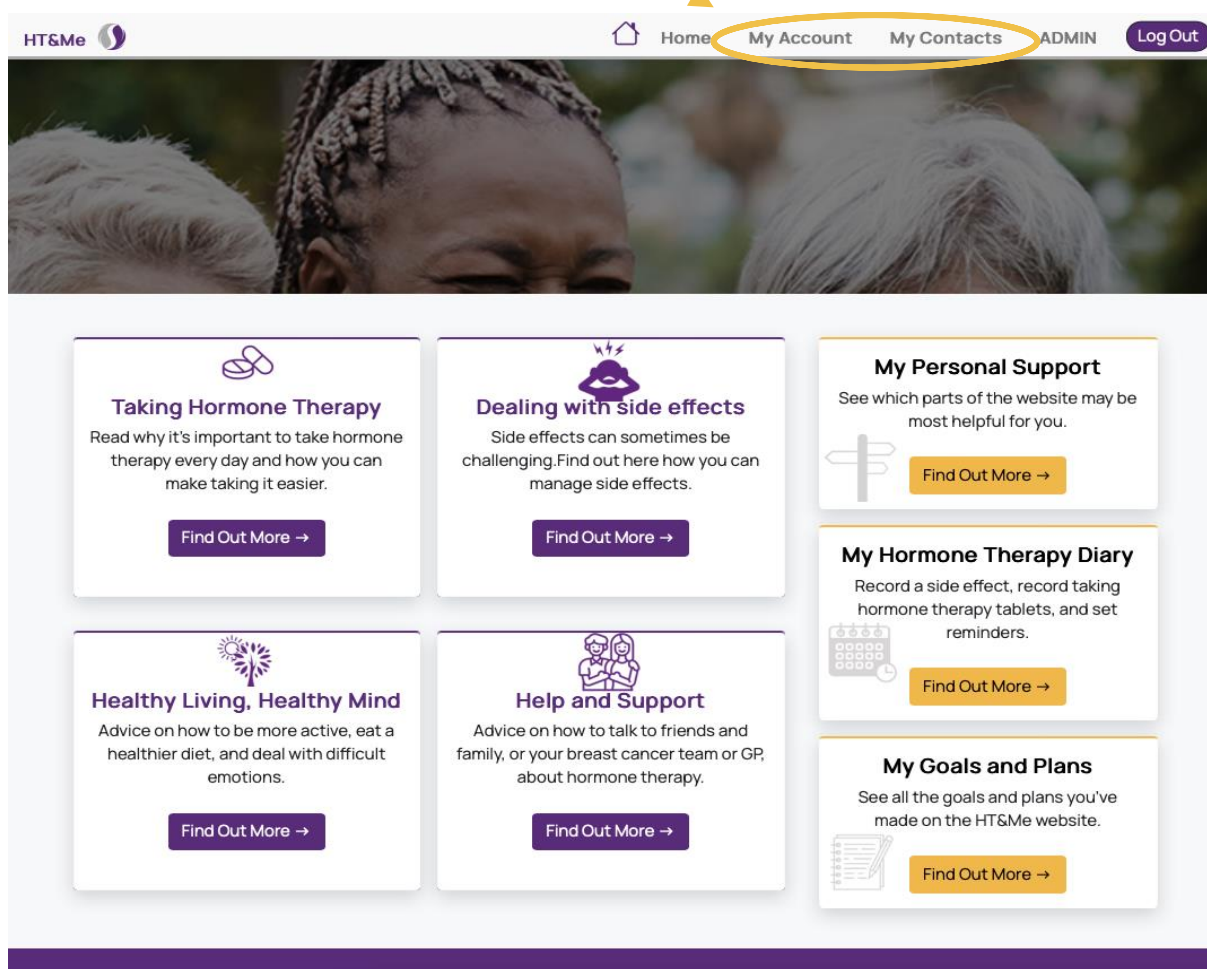 HT&Me
Home My Account My Contacts ADMIN Log Out
Taking Hormone Therapy
Read why it's important to take hormone
therapy every day and how you can
make taking it easier.
Find Out More →
Dealing with side effects
Side effects can sometimes be
challenging.Find out here how you can
manage side effects.
Find Out More →
Healthy Living, Healthy Mind
Advice on how to be more active, eat a
healthier diet, and deal with difficult
emotions.
Find Out More →
Help and Support
Advice on how to talk to friends and
family, or your breast cancer team or GP,
about hormone therapy.
Find Out More →
My Personal Support
See which parts of the website may be
most helpful for you.
Find Out More →
My Hormone Therapy Diary
Record a side effect, record taking
hormone therapy tablets, and set
reminders.
Find Out More →
My Goals and Plans
See all the goals and plans you've
made on the HT&Me website.
Find Out More →